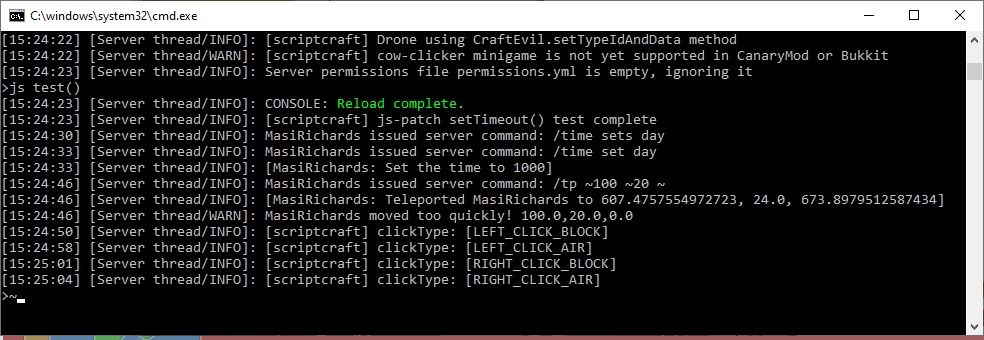 C:\windows\system32\cmd.exe
[15:24:22] [Server thread/INFO]: [scriptcraft] Drone using CraftEvil.setTypeIdAndData method
[15:24:22] [Server thread/WARN]: [scriptcraft] cow-clicker minigame is not yet supported in CanaryMod or Bukkit
[15:24:23] [Server thread/INFO]: Server permissions file permissions.yml is empty, ignoring it
>js test()
[15:24:23] [Server thread/INFO]: CONSOLE: Reload complete.
[15:24:23] [Server thread/INFO]: [scriptcraft] js-patch setTimeout() test complete
[15:24:30] [Server thread/INFO]: MasiRichards issued server command: /time sets day
[15:24:33] [Server thread/INFO]: MasiRichards issued server command: /time set day
[15:24:33] [Server thread/INFO]: [MasiRichards: Set the time to 1000]
[15:24:46] [Server thread/INFO]: MasiRichards issued server command: /tp ~100 ~20 ~
[15:24:46] [Server thread/INFO]: [MasiRichards: Teleported MasiRichards to 607.4757554972723, 24.0, 673.8979512587434]
[15:24:46] [Server thread/WARN]: MasiRichards moved too quickly! 100.0,20.0,0.0
[15:24:50] [Server thread/INFO]: [scriptcraft] clickType: [LEFT_CLICK_BLOCK]
[15:24:58] [Server thread/INFO]: [scriptcraft] clickType: [LEFT_CLICK_AIR]
[15:25:01] [Server thread/INFO]: [scriptcraft] clickType: [RIGHT_CLICK_BLOCK]
[15:25:04] [Server thread/INFO]: [scriptcraft] clickType: [RIGHT_CLICK_AIR]
>~